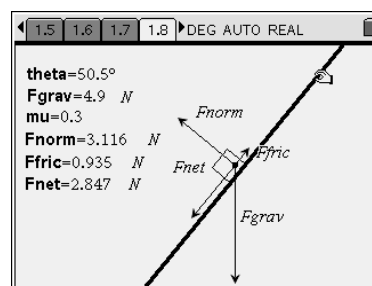 1.5 1.6 1.7 1.8 DEG AUTO REAL
theta=50.5°
Fgrav=4.9 N
mu=0.3
Fnorm=3.116 N
Ffric=0.935 N
Fnet=2.847 N
Fnorm
Ffric
Fnet
Fgrav